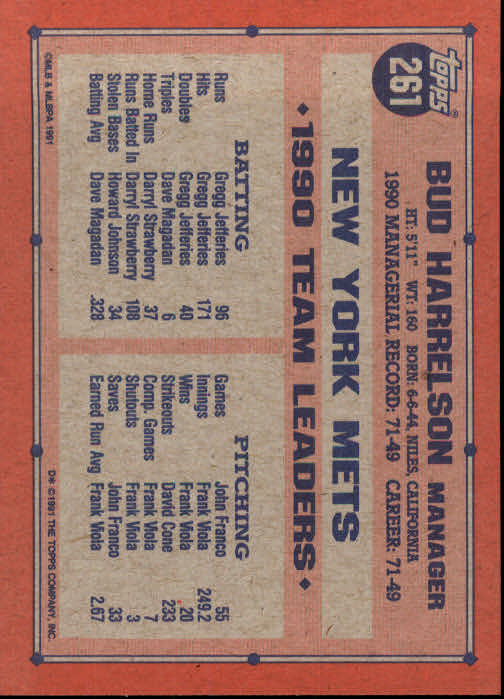 topps®
261
BUD HARRELSON MANAGER
HT: 5'11" WT: 160 BORN: 6-6-44, NILES, CALIFORNIA
1990 MANAGERIAL RECORD: 71-49 CAREER: 71-49
NEW YORK METS
♦ 1990 TEAM LEADERS ♦
BATTING
Runs Gregg Jefferies 96
Hits Gregg Jefferies 171
Doubles Gregg Jefferies 40
Triples Dave Magadan 6
Home Runs Darryl Strawberry 37
Runs Batted In Darryl Strawberry 108
Stolen Bases Howard Johnson 34
Batting Avg Dave Magadan .328
PITCHING
Games John Franco 55
Innings Frank Viola 249.2
Wins Frank Viola 20
Strikeouts David Cone 233
Comp. Games Frank Viola 7
Shutouts Frank Viola 3
Saves John Franco 33
Earned Run Avg Frank Viola 2.67
©MLB & MLBPA 1991
D* ©1991 THE TOPPS COMPANY, INC.